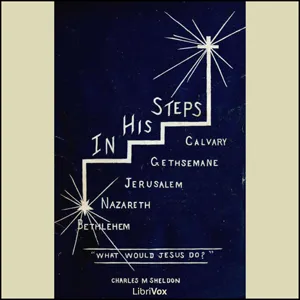 IN HIS STEPS
CALVARY
GETHSEMANE
JERUSALEM
NAZARETH
BETHLEHEM
"WHAT WOULD JESUS DO?"
CHARLES M SHELDON
LibriVox